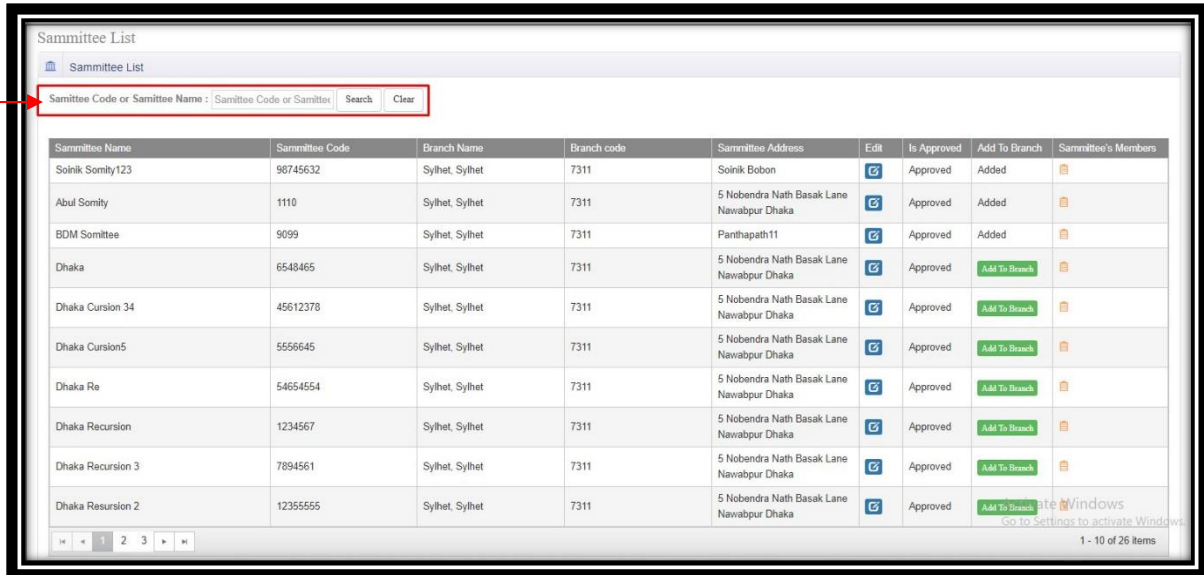 Sammittee List
Sammittee List
Samittee Code or Samittee Name : Samittee Code or Samittee Search Clear
Sammittee Name Sammittee Code Branch Name Branch code Sammittee Address Edit Is Approved Add To Branch Sammittee's Members
Soinik Somity123 98745632 Sylhet, Sylhet 7311 Soinik Bobon Approved Added
Abul Somity 1110 Sylhet, Sylhet 7311 5 Nobendra Nath Basak Lane Approved Added
Nawabpur Dhaka
BDM Somittee 9099 Sylhet, Sylhet 7311 Panthapath11 Approved Added
Dhaka 6548465 Sylhet, Sylhet 7311 5 Nobendra Nath Basak Lane Approved Add To Branch
Nawabpur Dhaka
Dhaka Cursion 34 45612378 Sylhet, Sylhet 7311 5 Nobendra Nath Basak Lane Approved Add To Branch
Nawabpur Dhaka
Dhaka Cursion5 5556645 Sylhet, Sylhet 7311 5 Nobendra Nath Basak Lane Approved Add To Branch
Nawabpur Dhaka
Dhaka Re 54654554 Sylhet, Sylhet 7311 5 Nobendra Nath Basak Lane Approved Add To Branch
Nawabpur Dhaka
Dhaka Recursion 1234567 Sylhet, Sylhet 7311 5 Nobendra Nath Basak Lane Approved Add To Branch
Nawabpur Dhaka
Dhaka Recursion 3 7894561 Sylhet, Sylhet 7311 5 Nobendra Nath Basak Lane Approved Add To Branch
Nawabpur Dhaka
Dhaka Resursion 2 12355555 Sylhet, Sylhet 7311 5 Nobendra Nath Basak Lane Approved Add To Branch
Nawabpur Dhaka
Activate Windows
Go to Settings to activate Windows.
1 2 3 1 - 10 of 26 items